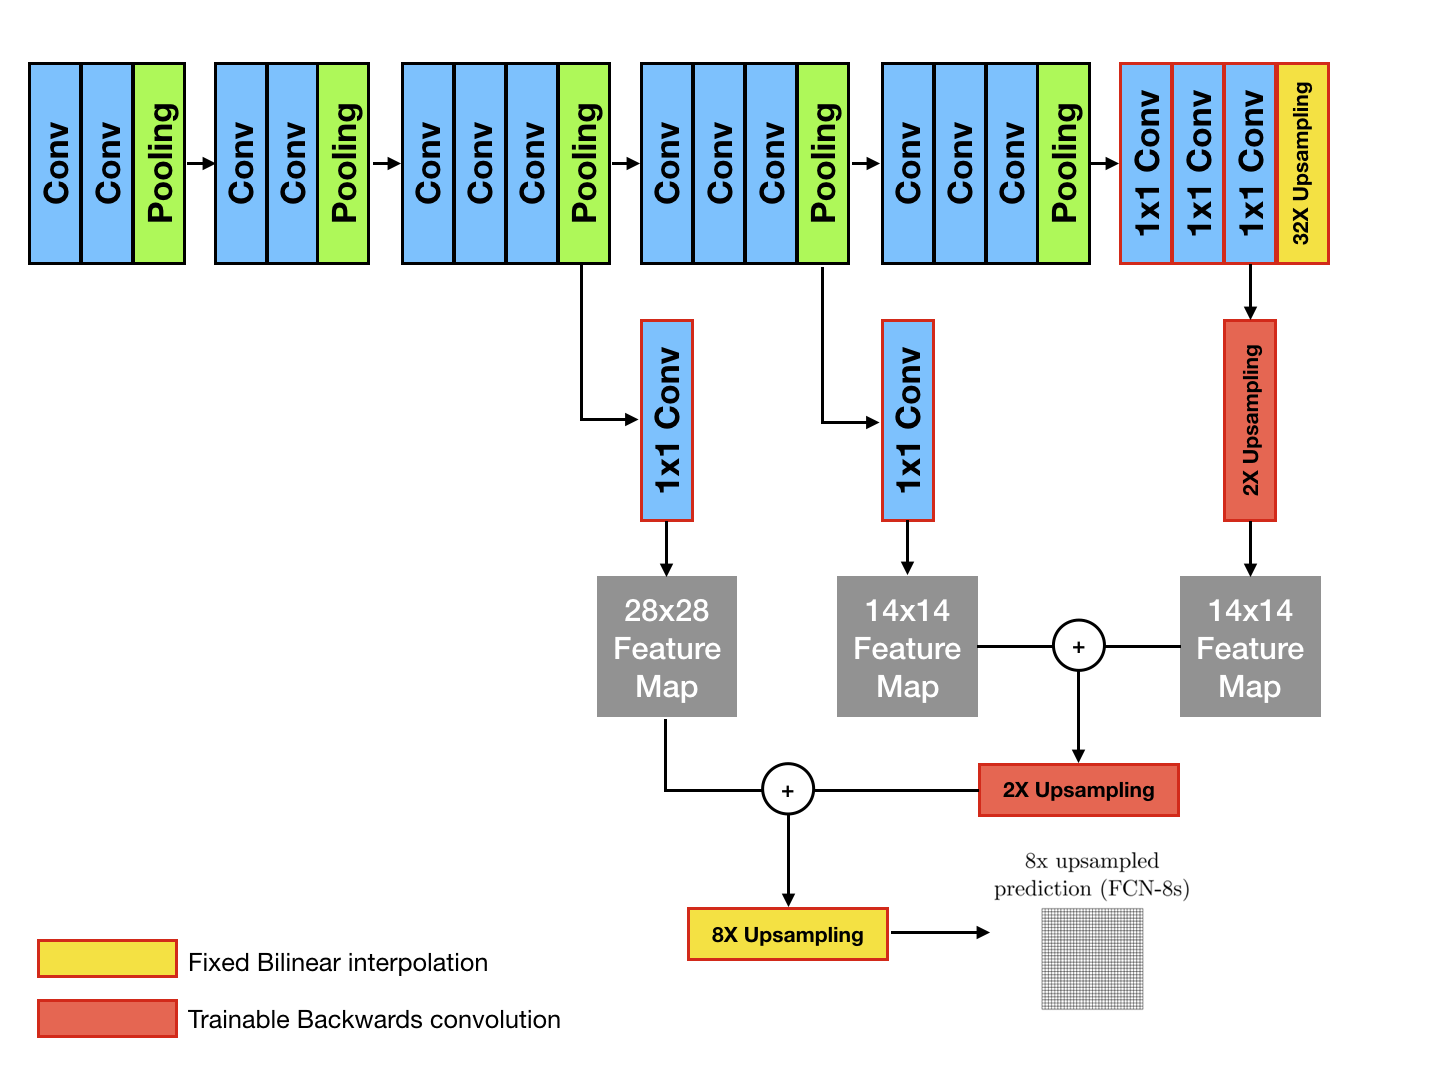 Conv
Conv
Pooling
Conv
Conv
Pooling
Conv
Conv
Conv
Pooling
Conv
Conv
Conv
Pooling
Conv
Conv
Conv
Pooling
1x1 Conv
1x1 Conv
1x1 Conv
32X Upsampling
1x1 Conv
1x1 Conv
2X Upsampling
28x28
Feature
Map
14x14
Feature
Map
+
14x14
Feature
Map
+
2X Upsampling
8x upsampled
prediction (FCN-8s)
8X Upsampling
Fixed Bilinear interpolation
Trainable Backwards convolution